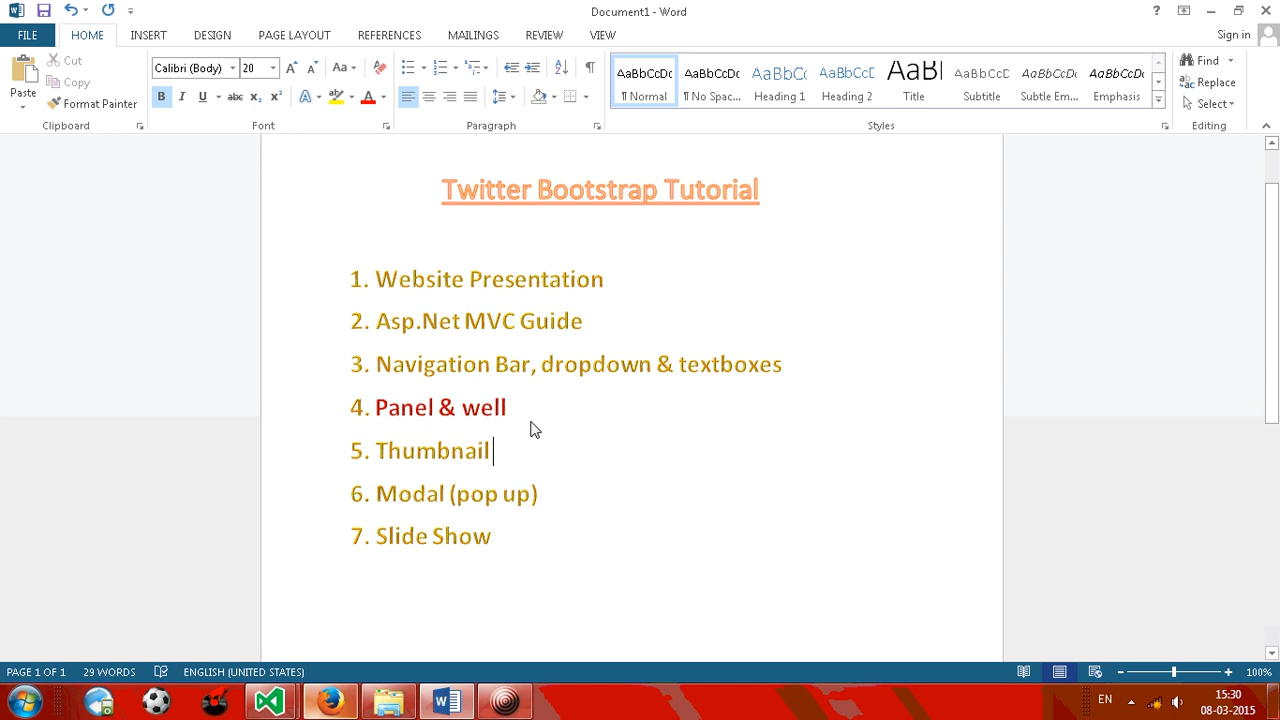 Document1 - Word
Sign in
FILE HOME INSERT DESIGN PAGE LAYOUT REFERENCES MAILINGS REVIEW VIEW
Paste
Cut
Copy
Format Painte
Clipboard
Calibri (Body) 20
Font
Paragraph
AaBbCcDc AaBbCcDc AaBbCc AaBbCcD AaBb AaBbCcD AaBbCcDc AaBbCcDc
¶ Normal ¶ No Spac... Heading 1 Heading 2 Title Subtitle Subtle Em... Emphasis
Styles
Find
Replace
Select
Editing
Twitter Bootstrap Tutorial
1. Website Presentation
2. Asp.Net MVC Guide
3. Navigation Bar, dropdown & textboxes
4. Panel & well
5. Thumbnail
6. Modal (pop up)
7. Slide Show
PAGE 1 OF 1 29 WORDS ENGLISH (UNITED STATES) 100%
EN 15:30
08-03-2015